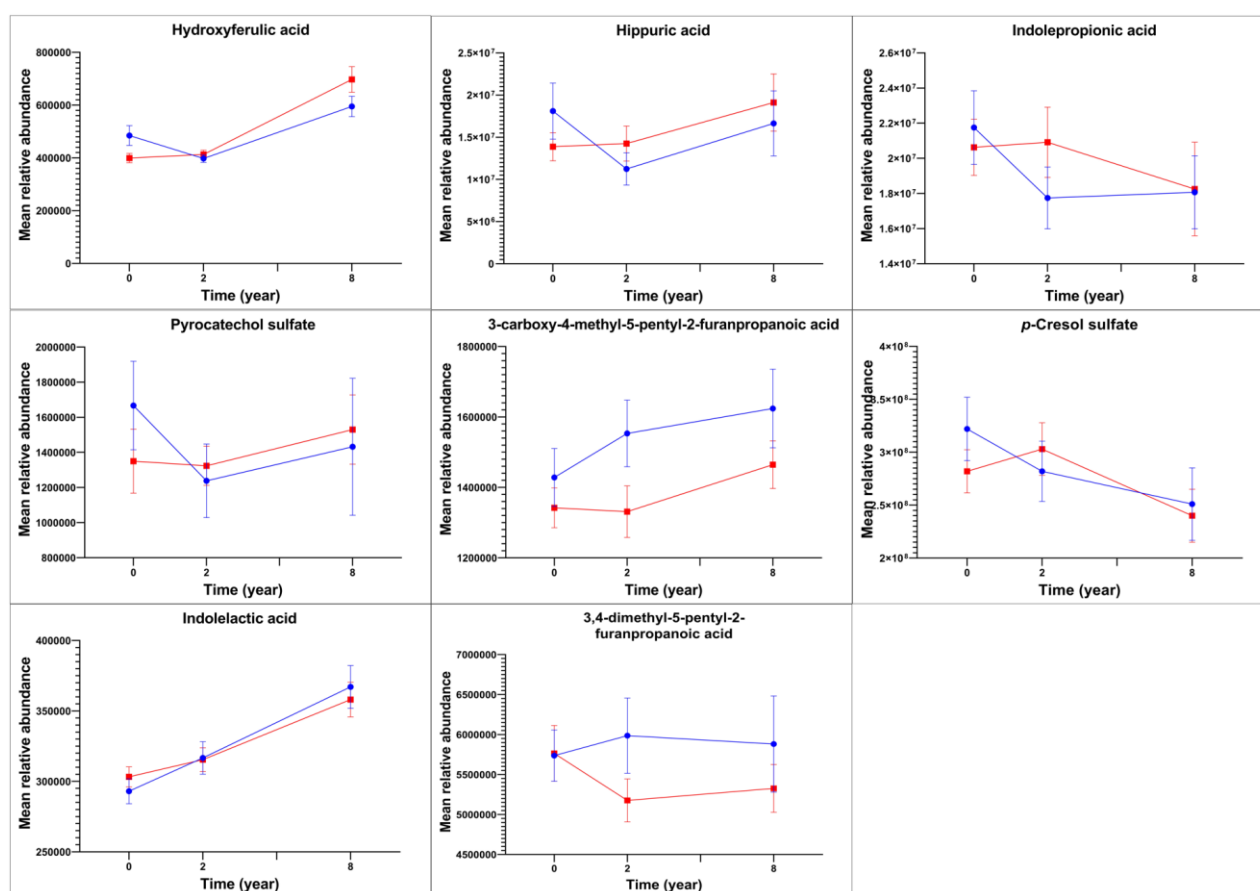 Hydroxyferulic acid
Mean relative abundance
800000
600000
400000
200000
0
0
2
8
Time (year)
Hippuric acid
Mean relative abundance
2.5×10⁷
2×10⁷
1.5×10⁷
1×10⁷
5×10⁶
0
0
2
8
Time (year)
Indolepropionic acid
Mean relative abundance
2.6×10⁷
2.4×10⁷
2.2×10⁷
2×10⁷
1.8×10⁷
1.6×10⁷
1.4×10⁷
0
2
8
Time (year)
Pyrocatechol sulfate
Mean relative abundance
2000000
1800000
1600000
1400000
1200000
1000000
800000
0
2
8
Time (year)
3-carboxy-4-methyl-5-pentyl-2-furanpropanoic acid
Mean relative abundance
1800000
1600000
1400000
1200000
0
2
8
Time (year)
p-Cresol sulfate
Mean relative abundance
4×10⁸
3.5×10⁸
3×10⁸
2.5×10⁸
2×10⁸
0
2
8
Time (year)
Indolelactic acid
Mean relative abundance
400000
350000
300000
250000
0
2
8
Time (year)
3,4-dimethyl-5-pentyl-2-
furanpropanoic acid
Mean relative abundance
7000000
6500000
6000000
5500000
5000000
4500000
0
2
8
Time (year)